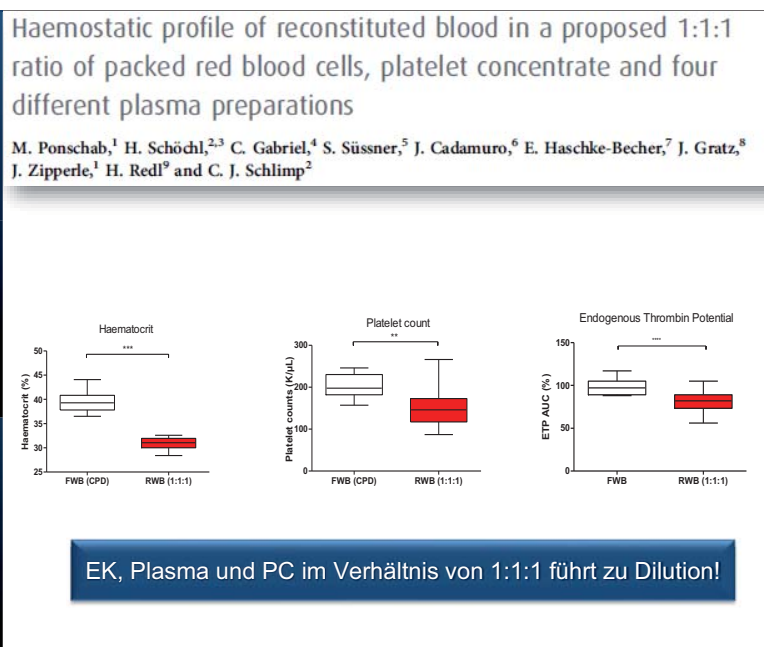 Haemostatic profile of reconstituted blood in a proposed 1:1:1
ratio of packed red blood cells, platelet concentrate and four
different plasma preparations
M. Ponschab,¹ H. Schöchl,²,³ C. Gabriel,⁴ S. Süssner,⁵ J. Cadamuro,⁶ E. Haschke-Becher,⁷ J. Gratz,⁸
J. Zipperle,¹ H. Redl⁹ and C. J. Schlimp²
Haematocrit
***
Haematocrit (%)
50
45
40
35
30
25
FWB (CPD) RWB (1:1:1)
Platelet count
**
Platelet counts (K/µL)
300
200
100
0
FWB (CPD) RWB (1:1:1)
Endogenous Thrombin Potential
****
ETP AUC (%)
150
100
50
0
FWB RWB (1:1:1)
EK, Plasma und PC im Verhältnis von 1:1:1 führt zu Dilution!